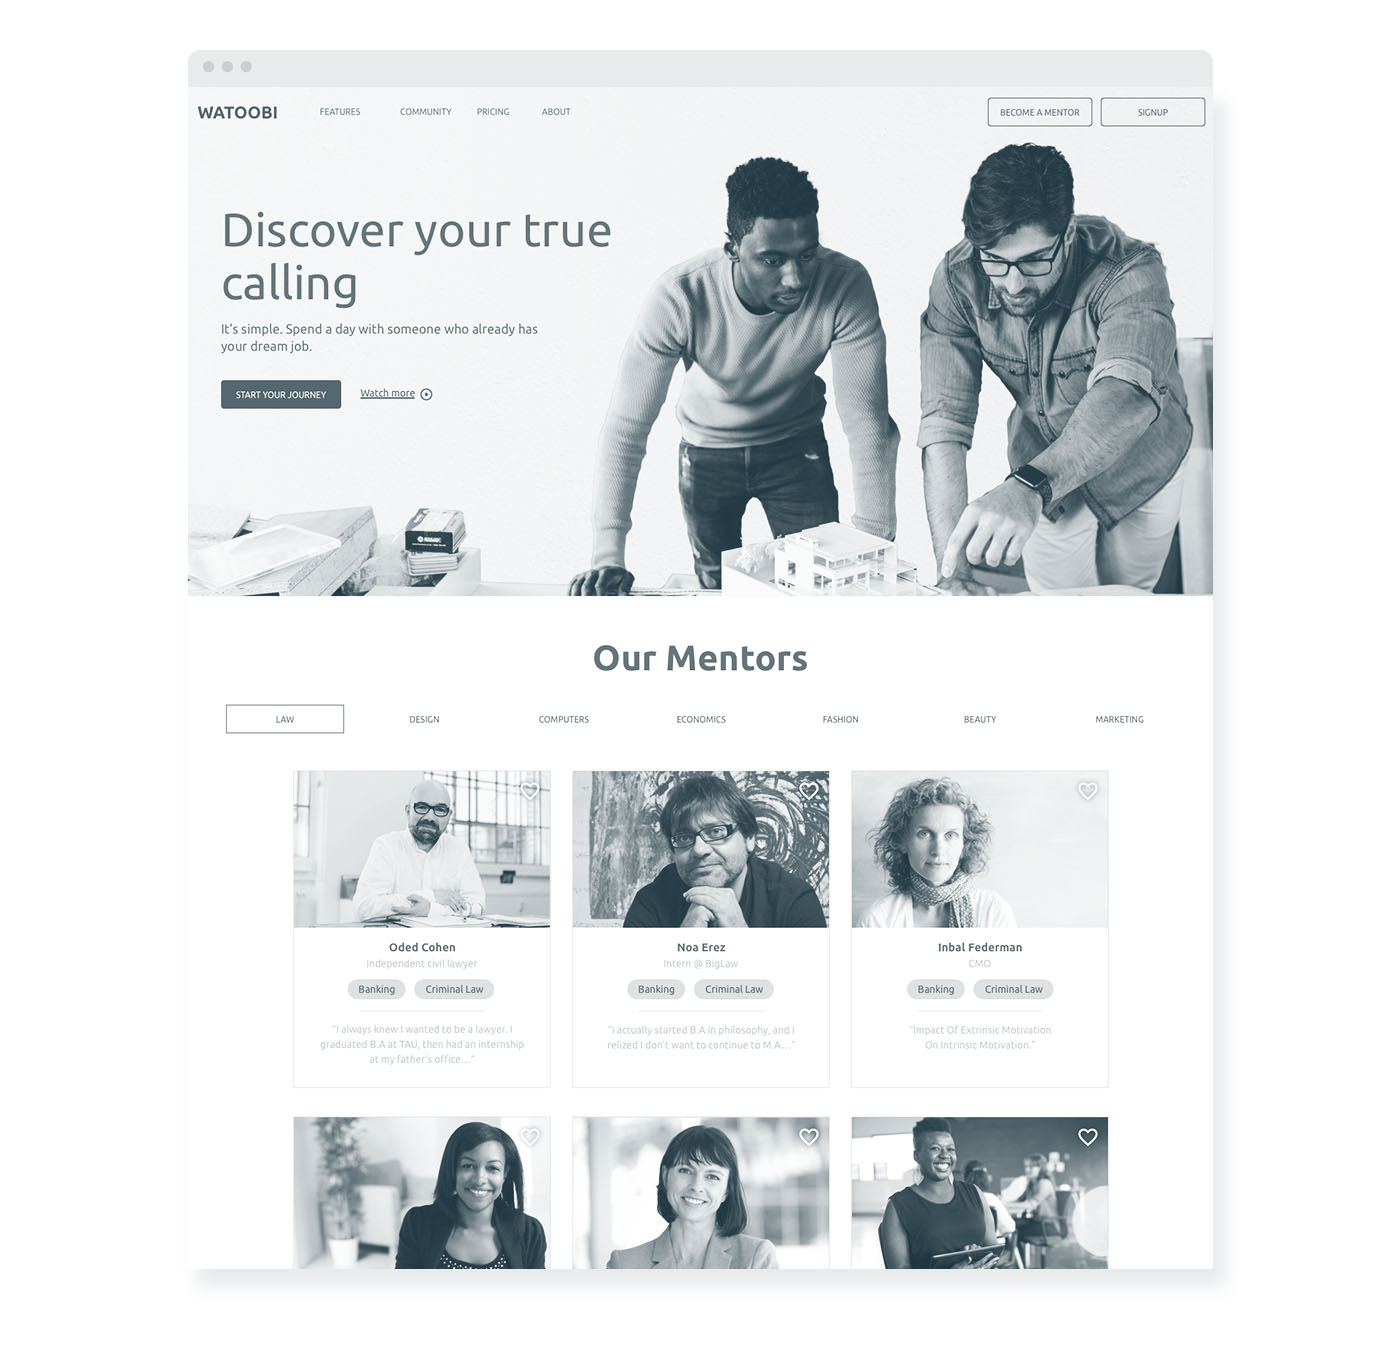 WATOOBI FEATURES COMMUNITY PRICING ABOUT BECOME A MENTOR SIGNUP
Discover your true
calling
It's simple. Spend a day with someone who already has
your dream job.
START YOUR JOURNEY Watch more
Our Mentors
LAW DESIGN COMPUTERS ECONOMICS FASHION BEAUTY MARKETING
Oded Cohen
Independent civil lawyer
Banking Criminal Law
"I always knew I wanted to be a lawyer. I
graduated B.A at TAU, then had an internship
at my father's office..."
Noa Erez
Intern @ BigLaw
Banking Criminal Law
"I actually started B.A in philosophy, and I
relized I don't want to continue to M.A..."
Inbal Federman
CMO
Banking Criminal Law
"Impact Of Extrinsic Motivation
On Intrinsic Motivation."